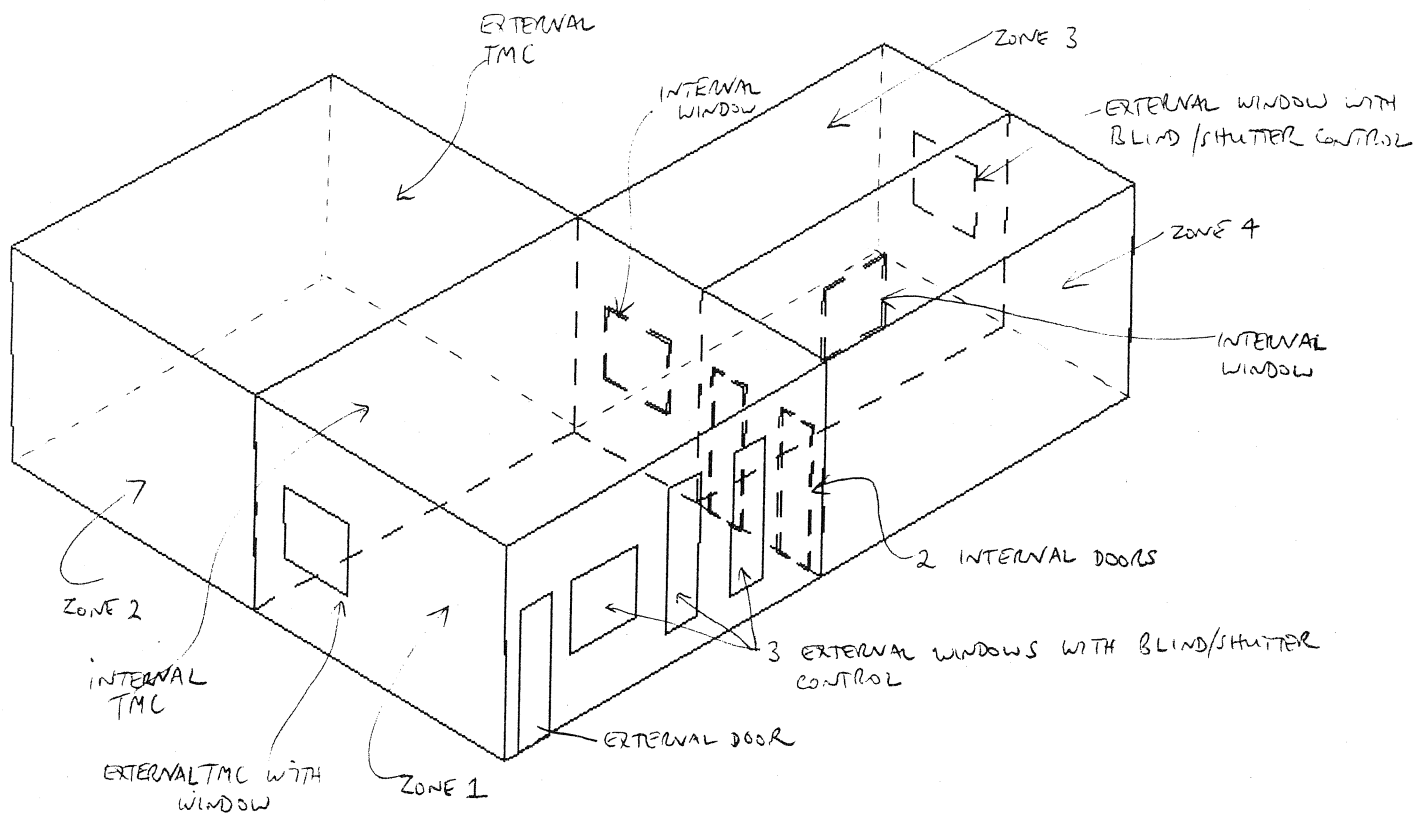 EXTERNAL
TMC
ZONE 3
INTERNAL
WINDOW
EXTERNAL WINDOW WITH
BLIND/SHUTTER CONTROL
ZONE 4
INTERNAL
WINDOW
2 INTERNAL DOORS
ZONE 2
3 EXTERNAL WINDOWS WITH BLIND/SHUTTER
CONTROL
INTERNAL
TMC
EXTERNAL DOOR
EXTERNAL TMC WITH
WINDOW
ZONE 1